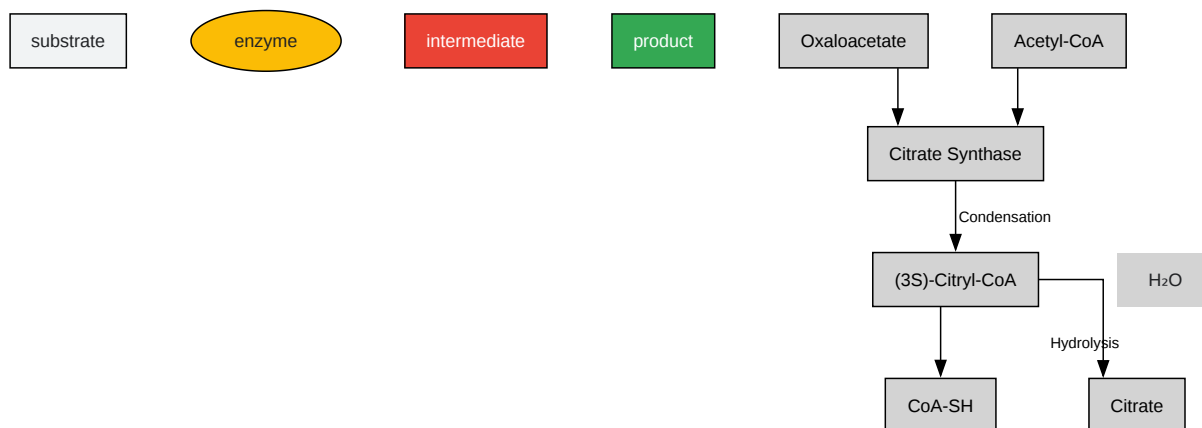 substrate
enzyme
intermediate
product
Oxaloacetate
Acetyl-CoA
Citrate Synthase
Condensation
(3S)-Citryl-CoA
H₂O
Hydrolysis
CoA-SH
Citrate